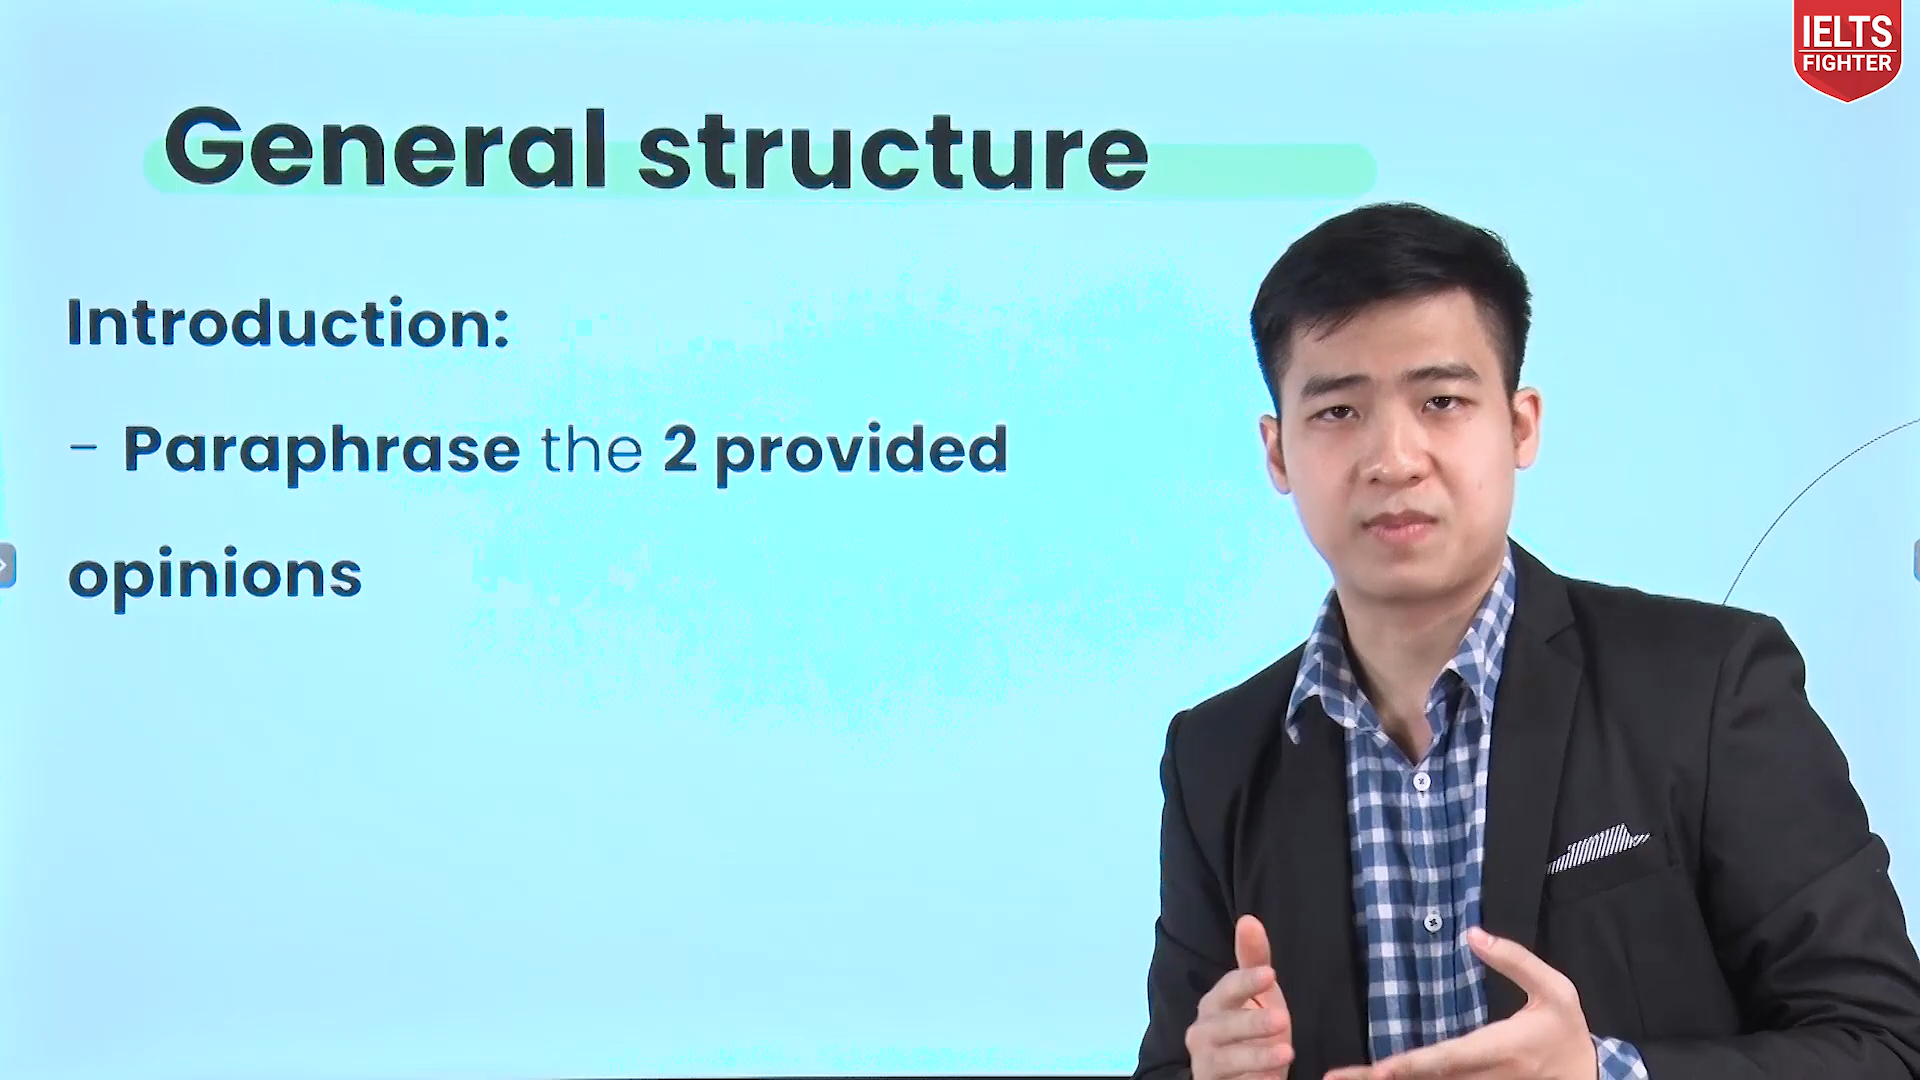 IELTS
FIGHTER
General structure
Introduction:
- Paraphrase the 2 provided
opinions